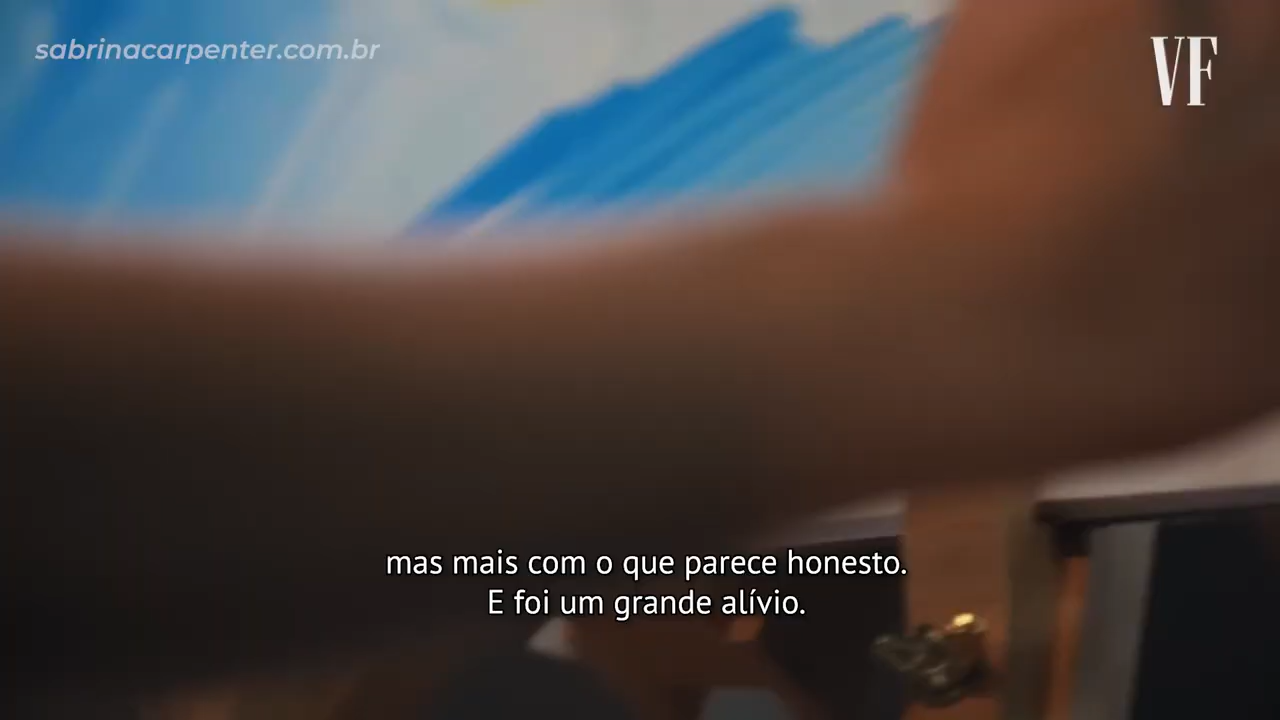 sabrinacarpenter.com.br
VF
mas mais com o que parece honesto.
E foi um grande alívio.